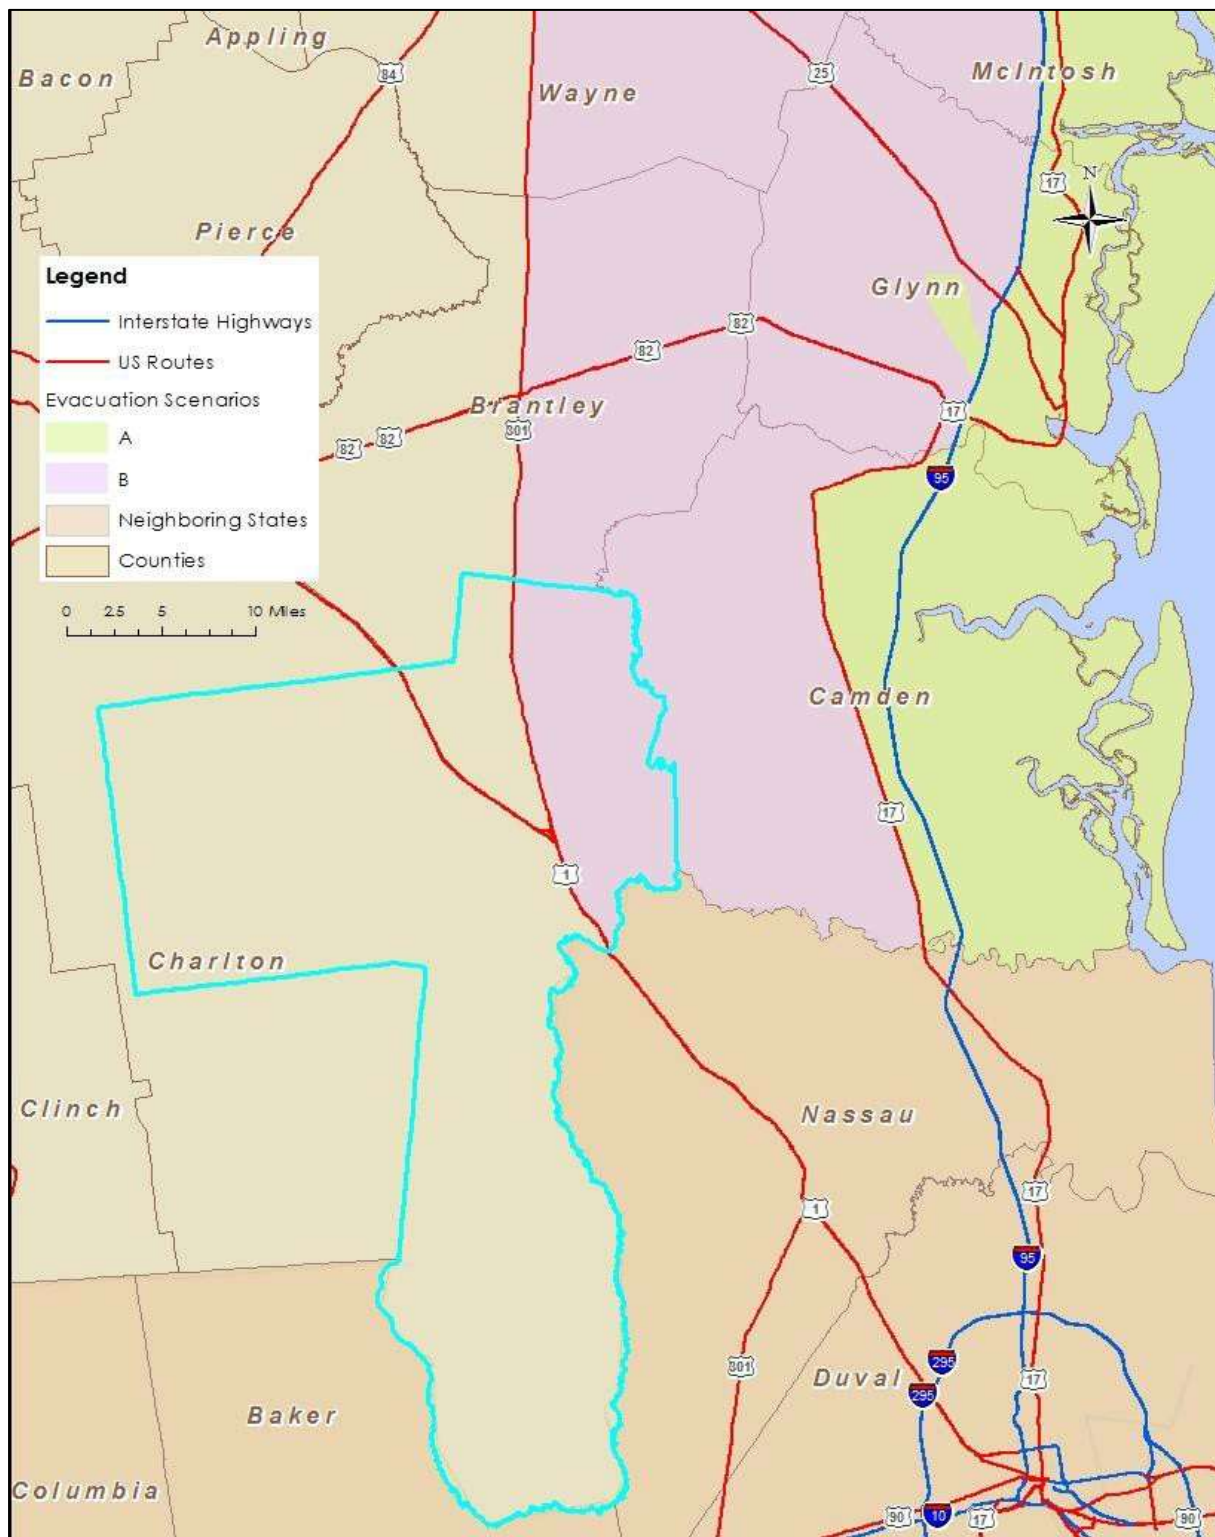 Appling
Bacon
84
Wayne
25
McIntosh
17
N
Pierce
Legend
Interstate Highways
US Routes
Evacuation Scenarios
A
B
Neighboring States
Counties
0 2.5 5 10 Miles
Glynn
82
82
Brantley
17
301
82
82
95
Camden
17
1
Charlton
Clinch
Nassau
17
1
95
295
301
Duval
17
295
Baker
Columbia
90
10
17
90